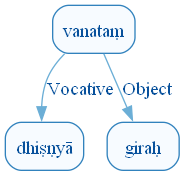 vanataṃ
Vocative Object
dhiṣṇyā giraḥ